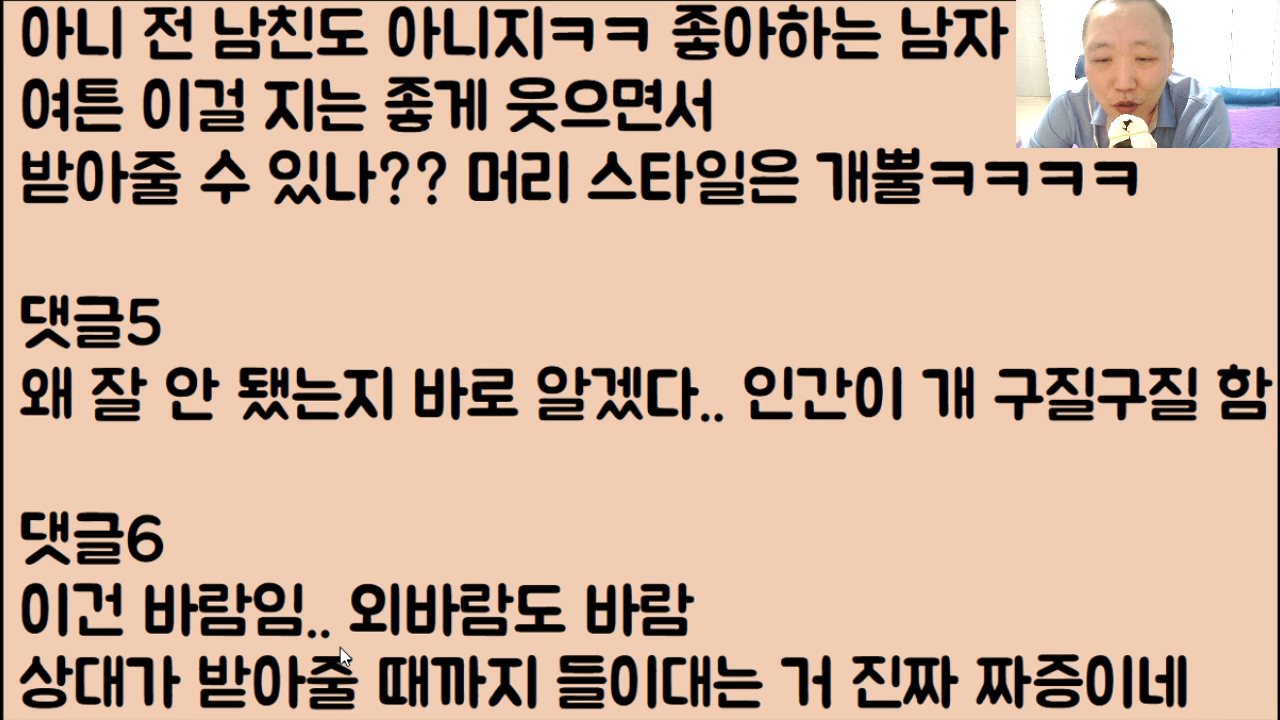 아니 전 남친도 아니지ㅋㅋ 좋아하는 남자
여튼 이걸 지는 좋게 웃으면서
받아줄 수 있나?? 머리 스타일은 개뿔ㅋㅋㅋㅋ
댓글5
왜 잘 안 됐는지 바로 알겠다.. 인간이 개 구질구질 함
댓글6
이건 바람임.. 외바람도 바람
상대가 받아줄 때까지 들이대는 거 진짜 짜증이네